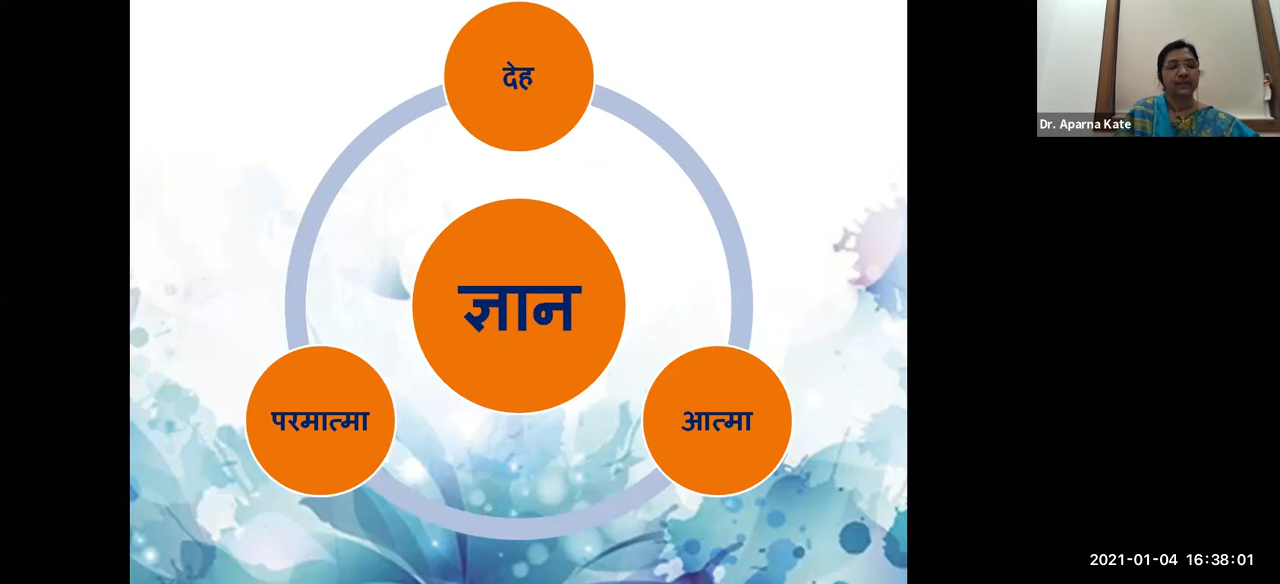 देह
Dr. Aparna Kate
ज्ञान
परमात्मा
आत्मा
2021-01-04 16:38:01